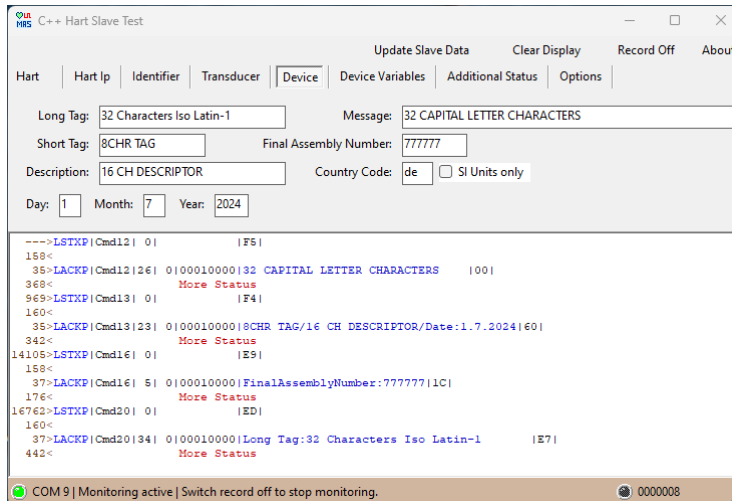 C++ Hart Slave Test
Update Slave Data Clear Display Record Off About
Hart Hart Ip Identifier Transducer Device Device Variables Additional Status Options
Long Tag: 32 Characters Iso Latin-1 Message: 32 CAPITAL LETTER CHARACTERS
Short Tag: 8CHR TAG Final Assembly Number: 777777
Description: 16 CH DESCRIPTOR Country Code: de SI Units only
Day: 1 Month: 7 Year: 2024
--->LSTXP|Cmd12| 0| |F5|
158<
35>LACKP|Cmd12|26| 0|00010000|32 CAPITAL LETTER CHARACTERS |00|
368< More Status
969>LSTXP|Cmd13| 0| |F4|
160<
35>LACKP|Cmd13|23| 0|00010000|8CHR TAG/16 CH DESCRIPTOR/Date:1.7.2024|60|
342< More Status
14105>LSTXP|Cmd16| 0| |E9|
158<
37>LACKP|Cmd16| 5| 0|00010000|FinalAssemblyNumber:777777|1C|
176< More Status
16762>LSTXP|Cmd20| 0| |ED|
160<
37>LACKP|Cmd20|34| 0|00010000|Long Tag:32 Characters Iso Latin-1 |E7|
442< More Status
COM 9 | Monitoring active | Switch record off to stop monitoring. 0000008